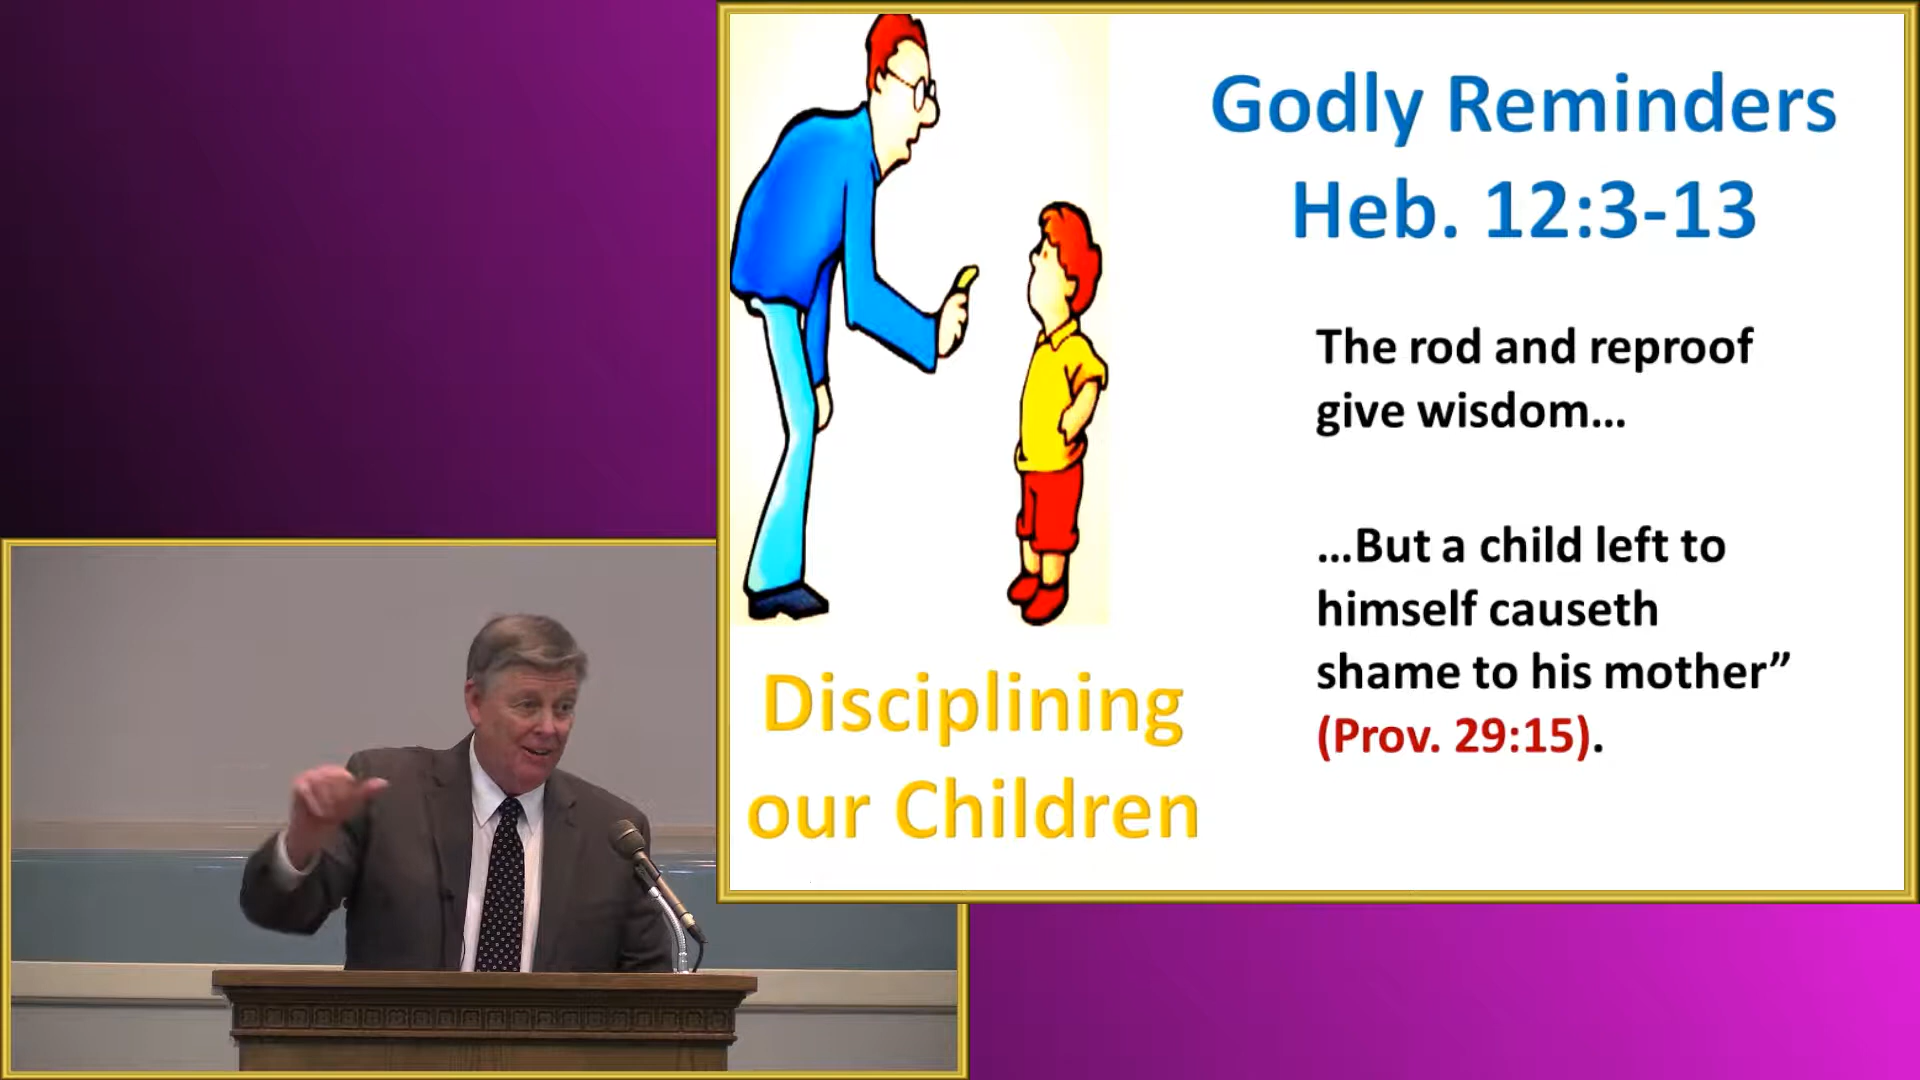 Godly Reminders
Heb. 12:3-13
The rod and reproof
give wisdom...
...But a child left to
himself causeth
shame to his mother”
(Prov. 29:15).
Disciplining
our Children